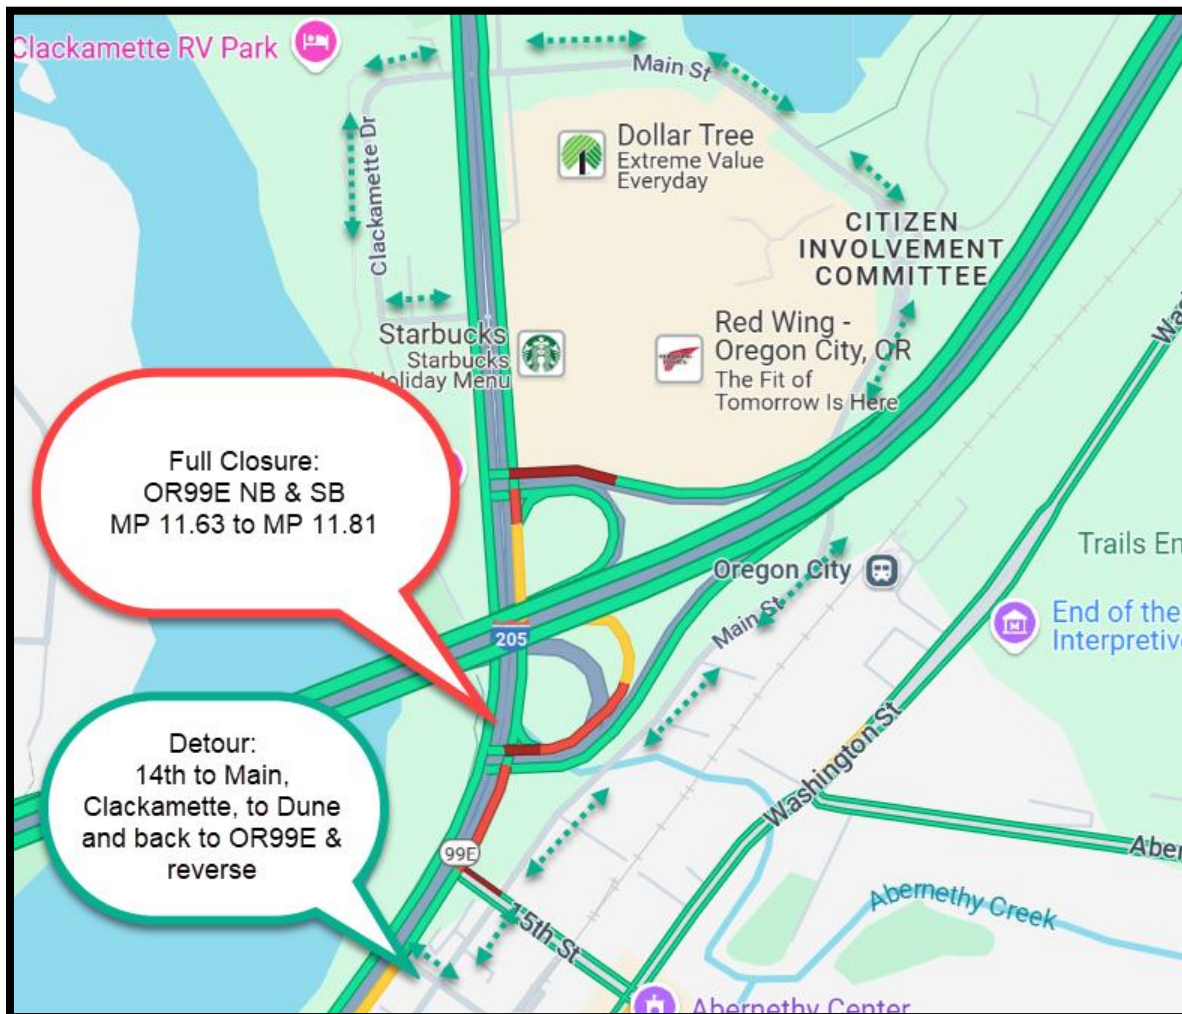 Clackamette RV Park
Main St
Clackamette Dr
Dollar Tree
Extreme Value
Everyday
CITIZEN
INVOLVEMENT
COMMITTEE
Starbucks
Starbucks
Holiday Menu
Red Wing -
Oregon City, OR
The Fit of
Tomorrow Is Here
Full Closure:
OR99E NB & SB
MP 11.63 to MP 11.81
Trails En
Oregon City
End of the
Interpretive
Main St
205
Washington St
Was
Detour:
14th to Main,
Clackamette, to Dune
and back to OR99E &
reverse
99E
Aber
15th St
Abernethy Creek
Abernethy Center